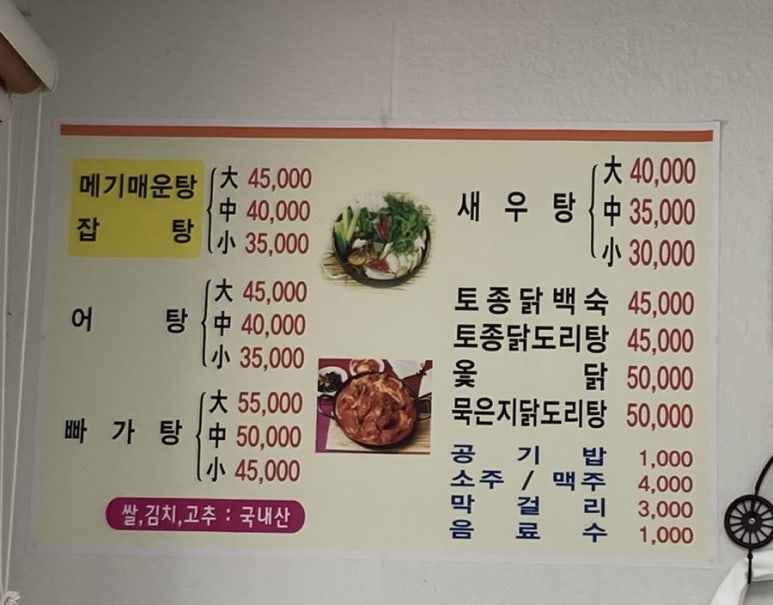 메기매운탕
잡 탕
大 45,000
中 40,000
小 35,000
어 탕
大 45,000
中 40,000
小 35,000
빠 가 탕
大 55,000
中 50,000
小 45,000
쌀,김치,고추 : 국내산
새 우 탕
大 40,000
中 35,000
小 30,000
토종닭백숙 45,000
토종닭도리탕 45,000
옻 닭 50,000
묵은지닭도리탕 50,000
공 기 밥 1,000
소주 / 맥주 4,000
막 걸 리 3,000
음 료 수 1,000